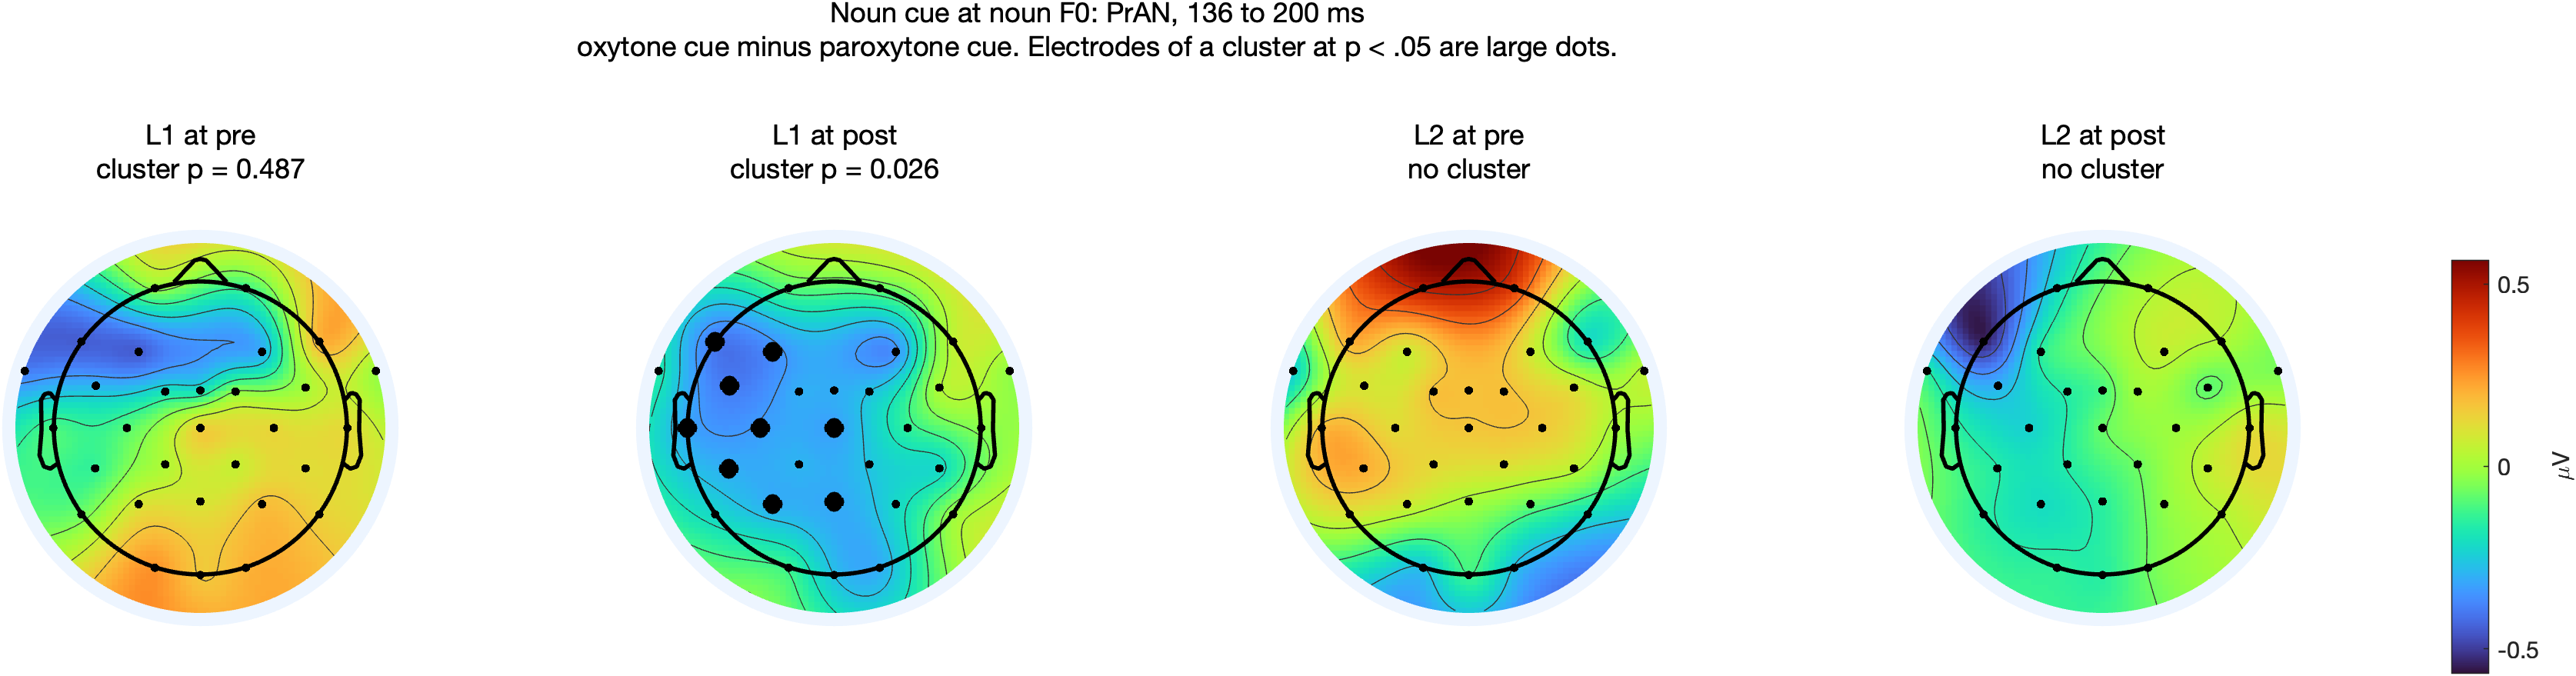 Noun cue at noun F0: PrAN, 136 to 200 ms
oxytone cue minus paroxytone cue. Electrodes of a cluster at p < .05 are large dots.
L1 at pre
cluster p = 0.487
L1 at post
cluster p = 0.026
L2 at pre
no cluster
L2 at post
no cluster
0.5
0
-0.5
μV